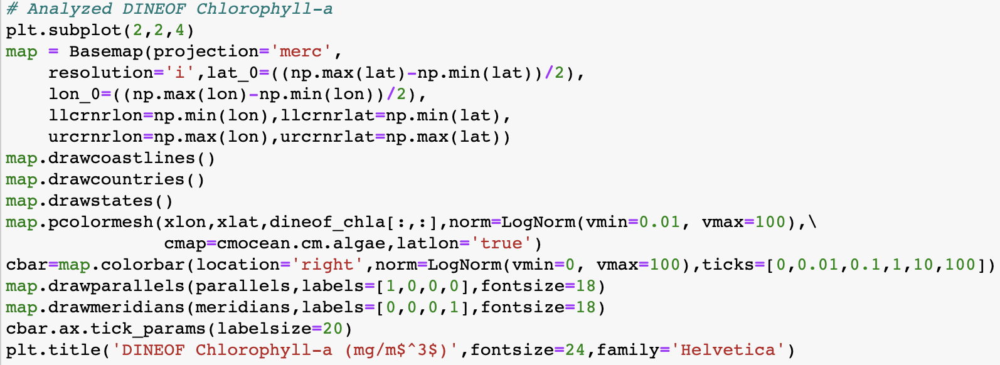 # Analyzed DINEOF Chlorophyll-a
plt.subplot(2,2,4)
map = Basemap(projection='merc',
    resolution='i',lat_0=((np.max(lat)-np.min(lat))/2),
    lon_0=((np.max(lon)-np.min(lon))/2),
    llcrnrlon=np.min(lon),llcrnrlat=np.min(lat),
    urcrnrlon=np.max(lon),urcrnrlat=np.max(lat))
map.drawcoastlines()
map.drawcountries()
map.drawstates()
map.pcolormesh(xlon,xlat,dineof_chla[:,:],norm=LogNorm(vmin=0.01, vmax=100),\
               cmap=cmocean.cm.algae,latlon='true')
cbar=map.colorbar(location='right',norm=LogNorm(vmin=0, vmax=100),ticks=[0,0.01,0.1,1,10,100])
map.drawparallels(parallels,labels=[1,0,0,0],fontsize=18)
map.drawmeridians(meridians,labels=[0,0,0,1],fontsize=18)
cbar.ax.tick_params(labelsize=20)
plt.title('DINEOF Chlorophyll-a (mg/m$^3$)',fontsize=24,family='Helvetica')